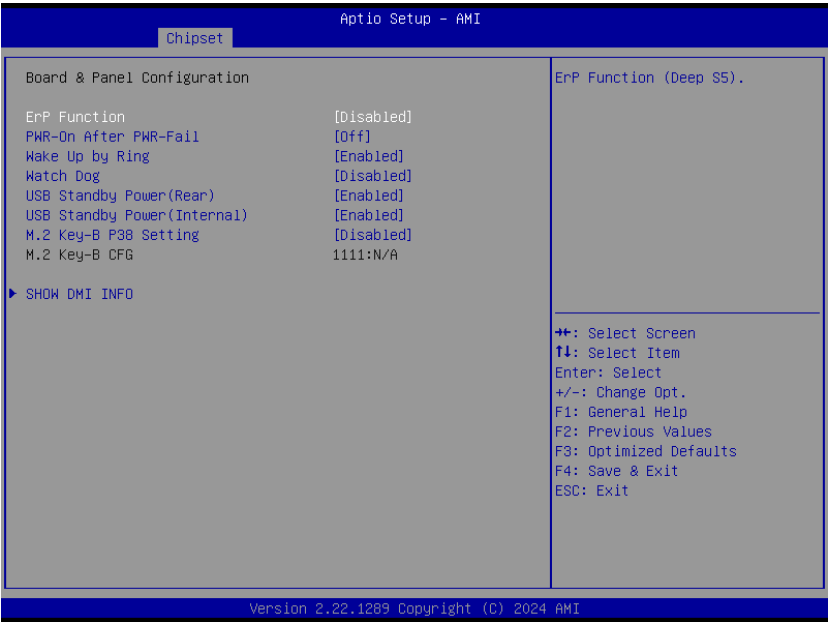 Aptio Setup – AMI
Chipset
Board & Panel Configuration
ErP Function [Disabled]
PWR-On After PWR-Fail [Off]
Wake Up by Ring [Enabled]
Watch Dog [Disabled]
USB Standby Power(Rear) [Enabled]
USB Standby Power(Internal) [Enabled]
M.2 Key-B P38 Setting [Disabled]
M.2 Key-B CFG 1111:N/A
SHOW DMI INFO
ErP Function (Deep S5).
→←: Select Screen
↑↓: Select Item
Enter: Select
+/-: Change Opt.
F1: General Help
F2: Previous Values
F3: Optimized Defaults
F4: Save & Exit
ESC: Exit
Version 2.22.1289 Copyright (C) 2024 AMI